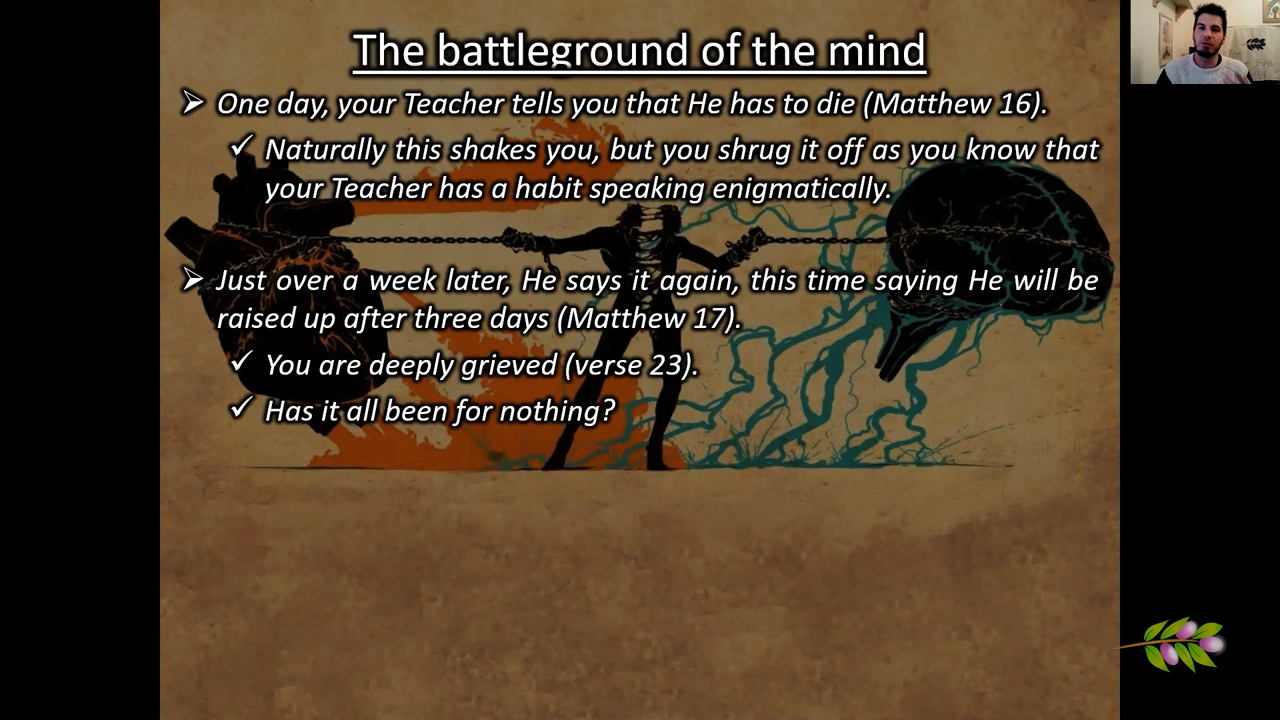 The battleground of the mind
➢ One day, your Teacher tells you that He has to die (Matthew 16).
✓ Naturally this shakes you, but you shrug it off as you know that
your Teacher has a habit speaking enigmatically.
➢ Just over a week later, He says it again, this time saying He will be
raised up after three days (Matthew 17).
✓ You are deeply grieved (verse 23).
✓ Has it all been for nothing?